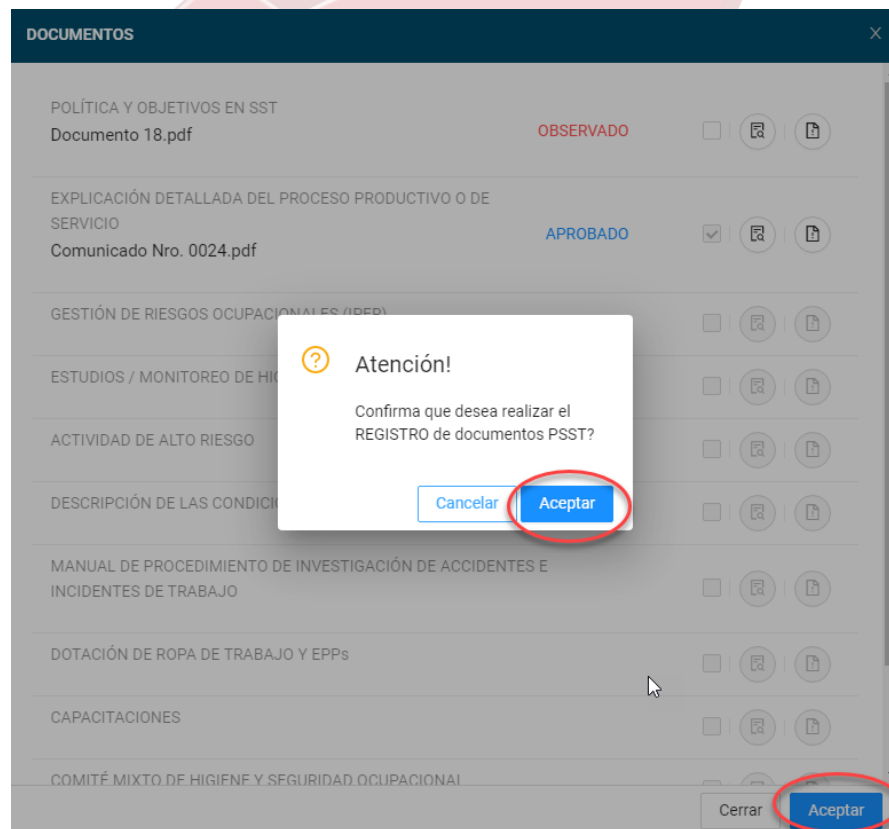 DOCUMENTOS
POLÍTICA Y OBJETIVOS EN SST
Documento 18.pdf
OBSERVADO
EXPLICACIÓN DETALLADA DEL PROCESO PRODUCTIVO O DE
SERVICIO
Comunicado Nro. 0024.pdf
APROBADO
GESTIÓN DE RIESGOS OCUPACIONALES (IPER)
ESTUDIOS / MONITOREO DE
ACTIVIDAD DE ALTO RIESGO
DESCRIPCIÓN DE LAS
Atención!
Confirma que desea realizar el
REGISTRO de documentos PSST?
Cancelar
Aceptar
MANUAL DE PROCEDIMIENTO DE INVESTIGACIÓN DE ACCIDENTES E
INCIDENTES DE TRABAJO
DOTACIÓN DE ROPA DE TRABAJO Y EPPs
CAPACITACIONES
COMITÉ MIXTO DE HIGIENE Y SEGURIDAD OCUPACIONAL
Cerrar
Aceptar